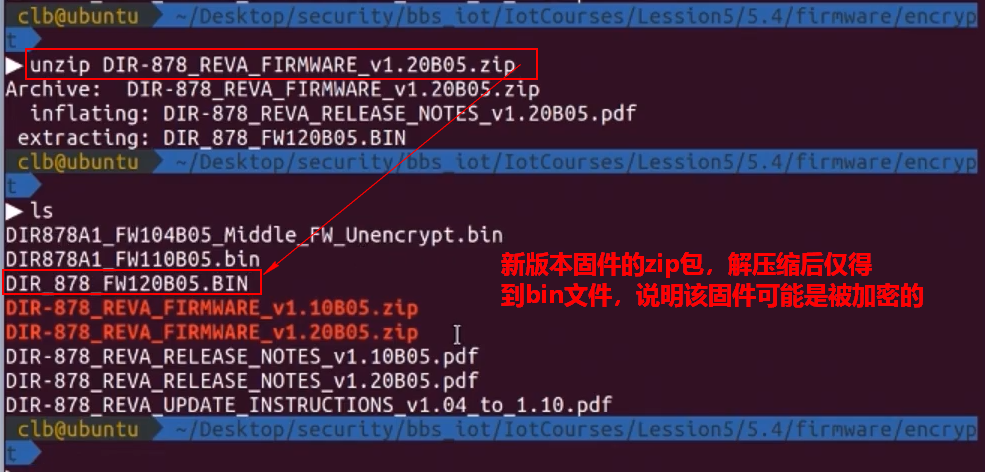 clb@ubuntu ~/Desktop/security/bbs_iot/IotCourses/Lession5/5.4/firmware/encryp
t
unzip DIR-878_REVA_FIRMWARE_v1.20B05.zip
Archive:  DIR-878_REVA_FIRMWARE_v1.20B05.zip
inflating: DIR-878_REVA_RELEASE_NOTES_v1.20B05.pdf
extracting: DIR_878_FW120B05.BIN
clb@ubuntu ~/Desktop/security/bbs_iot/IotCourses/Lession5/5.4/firmware/encryp
t
ls
DIR878A1_FW104B05_Middle_FW_Unencrypt.bin
DIR878A1_FW110B05.bin
DIR_878_FW120B05.BIN
DIR-878_REVA_FIRMWARE_v1.10B05.zip
DIR-878_REVA_FIRMWARE_v1.20B05.zip
DIR-878_REVA_RELEASE_NOTES_v1.10B05.pdf
DIR-878_REVA_RELEASE_NOTES_v1.20B05.pdf
DIR-878_REVA_UPDATE_INSTRUCTIONS_v1.04_to_1.10.pdf
新版本固件的zip包，解压缩后仅得
到bin文件，说明该固件可能是被加密的
clb@ubuntu ~/Desktop/security/bbs_iot/IotCourses/Lession5/5.4/firmware/encryp
t